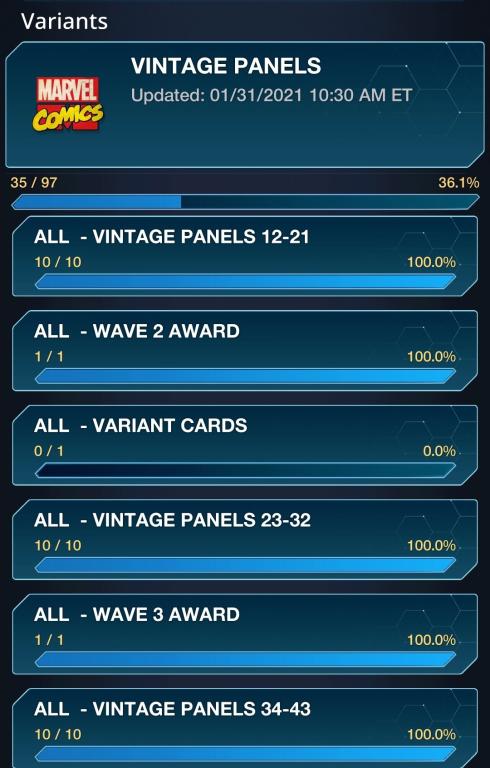 Variants
VINTAGE PANELS
Updated: 01/31/2021 10:30 AM ET
MARVEL
COMICS
35 / 97
36.1%
ALL - VINTAGE PANELS 12-21
10 / 10
100.0%
ALL - WAVE 2 AWARD
1 / 1
100.0%
ALL - VARIANT CARDS
0 / 1
0.0%
ALL - VINTAGE PANELS 23-32
10 / 10
100.0%
ALL - WAVE 3 AWARD
1 / 1
100.0%
ALL - VINTAGE PANELS 34-43
10 / 10
100.0%